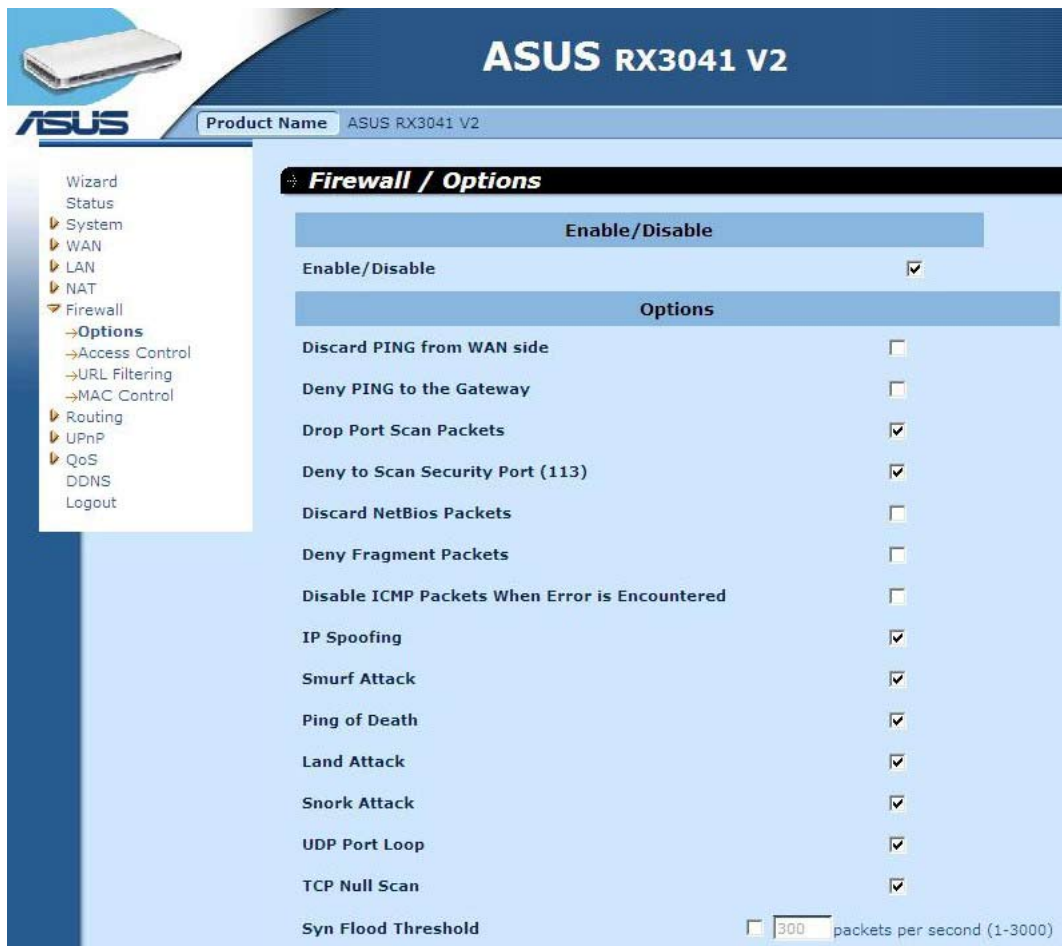 ASUS RX3041 V2
ASUS
Product Name ASUS RX3041 V2
Wizard
Status
System
WAN
LAN
NAT
Firewall
→Options
→Access Control
→URL Filtering
→MAC Control
Routing
UPnP
QoS
DDNS
Logout
Firewall / Options
Enable/Disable
Enable/Disable
Options
Discard PING from WAN side
Deny PING to the Gateway
Drop Port Scan Packets
Deny to Scan Security Port (113)
Discard NetBios Packets
Deny Fragment Packets
Disable ICMP Packets When Error is Encountered
IP Spoofing
Smurf Attack
Ping of Death
Land Attack
Snork Attack
UDP Port Loop
TCP Null Scan
Syn Flood Threshold 300 packets per second (1-3000)